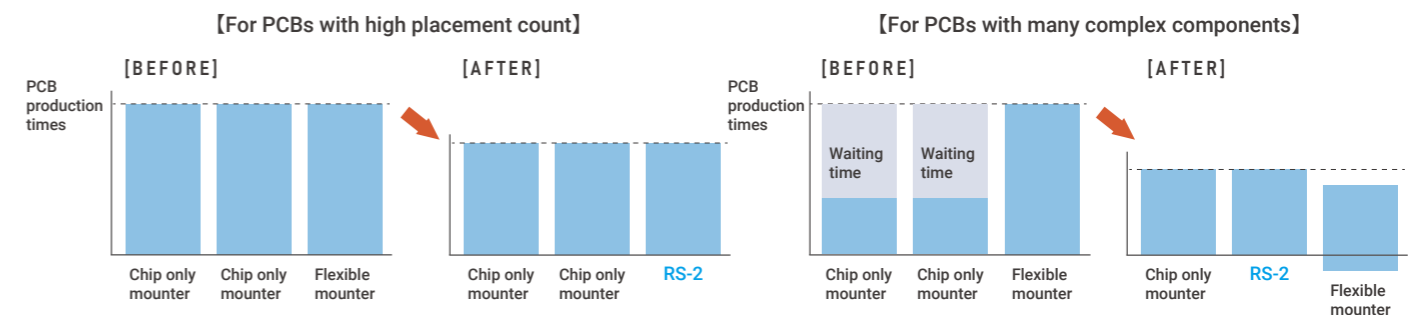 【For PCBs with high placement count】
[BEFORE]
[AFTER]
PCB
production
times
Chip only
mounter
Chip only
mounter
Flexible
mounter
Chip only
mounter
Chip only
mounter
RS-2
【For PCBs with many complex components】
[BEFORE]
[AFTER]
PCB
production
times
Waiting
time
Waiting
time
Chip only
mounter
Chip only
mounter
Flexible
mounter
Chip only
mounter
RS-2
Flexible
mounter